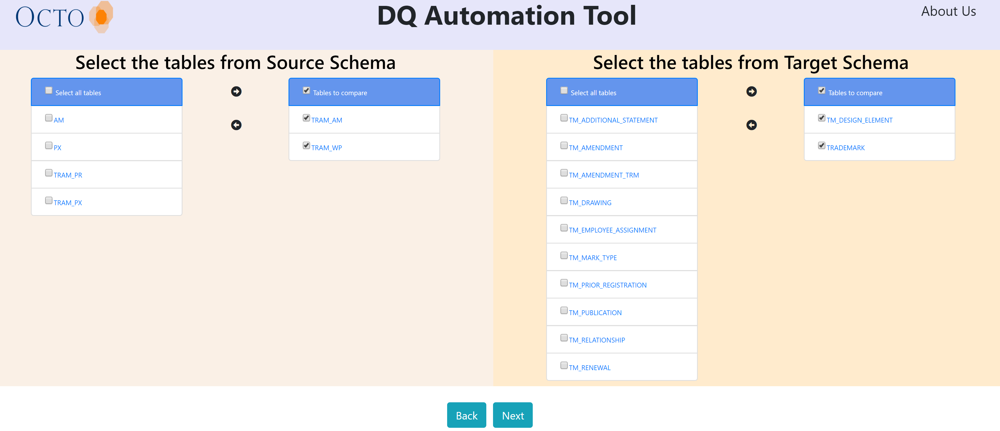 OCTO
DQ Automation Tool
About Us
Select the tables from Source Schema
Select all tables
AM
PX
TRAM_PR
TRAM_PX
Tables to compare
TRAM_AM
TRAM_WP
Select the tables from Target Schema
Select all tables
TM_ADDITIONAL_STATEMENT
TM_AMENDMENT
TM_AMENDMENT_TRM
TM_DRAWING
TM_EMPLOYEE_ASSIGNMENT
TM_MARK_TYPE
TM_PRIOR_REGISTRATION
TM_PUBLICATION
TM_RELATIONSHIP
TM_RENEWAL
Tables to compare
TM_DESIGN_ELEMENT
TRADEMARK
Back
Next